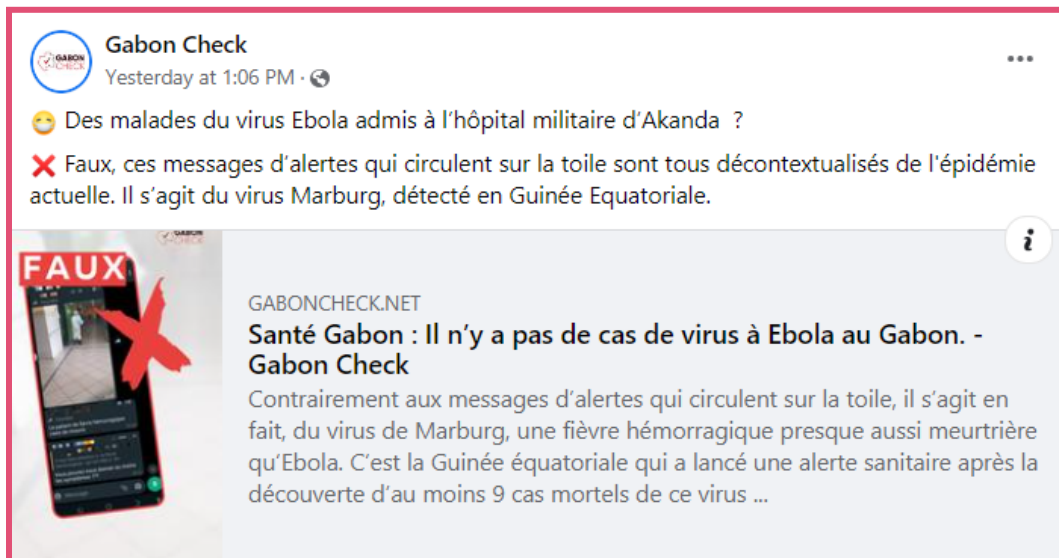 Gabon Check
GABON
CHECK
Yesterday at 1:06 PM ·
Des malades du virus Ebola admis à l’hôpital militaire d’Akanda ?
Faux, ces messages d’alertes qui circulent sur la toile sont tous décontextualisés de l'épidémie
actuelle. Il s’agit du virus Marburg, détecté en Guinée Equatoriale.
GABON
CHECK
FAUX
GABONCHECK.NET
Santé Gabon : Il n’y a pas de cas de virus à Ebola au Gabon. -
Gabon Check
Contrairement aux messages d’alertes qui circulent sur la toile, il s’agit en
fait, du virus de Marburg, une fièvre hémorragique presque aussi meurtrière
qu’Ebola. C’est la Guinée équatoriale qui a lancé une alerte sanitaire après la
découverte d’au moins 9 cas mortels de ce virus ...